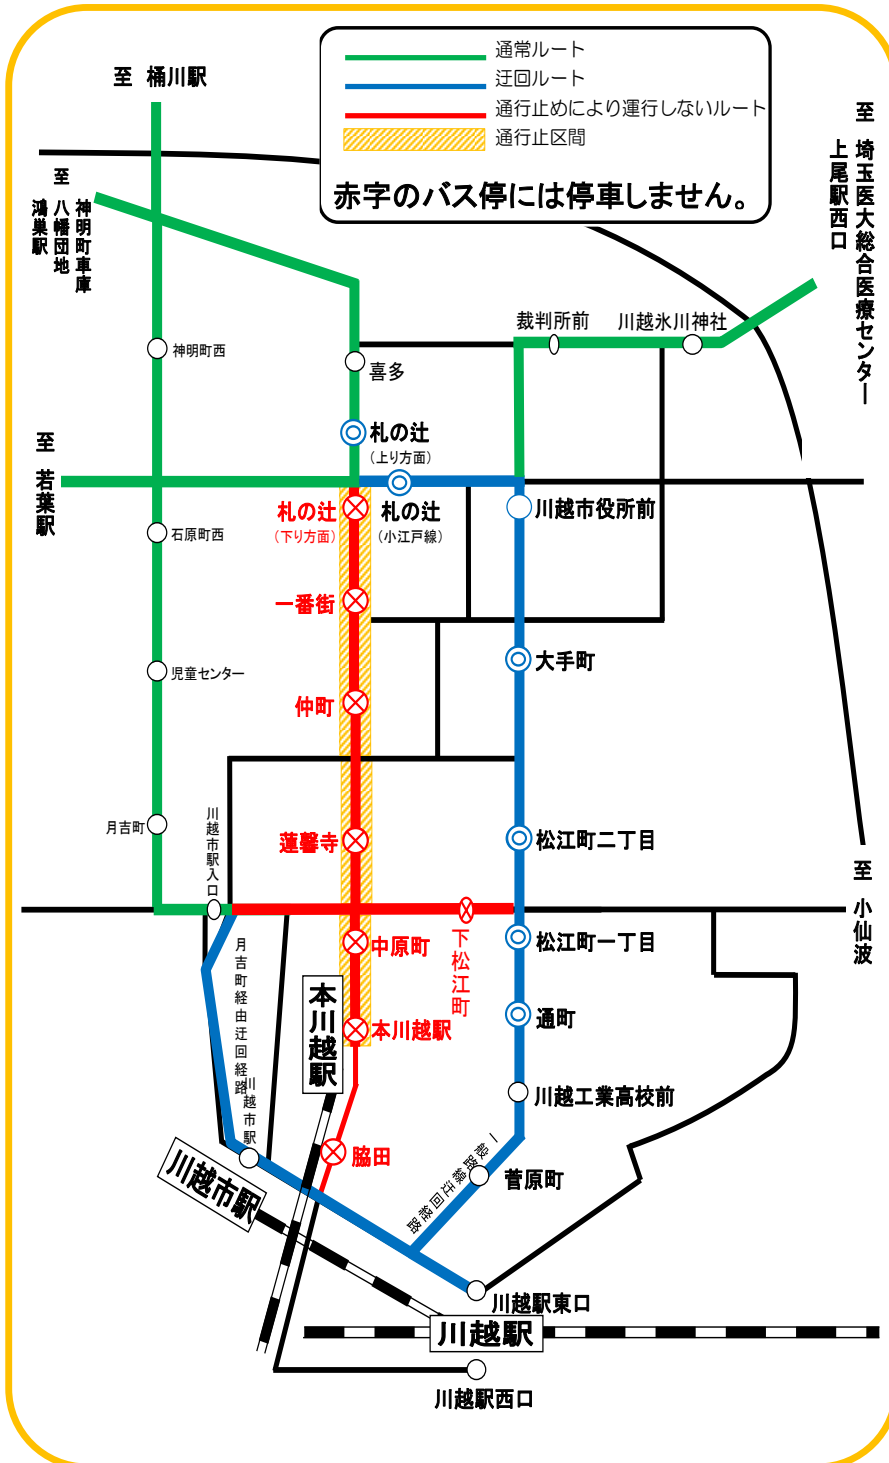 通常ルート
迂回ルート
通行止めにより運行しないルート
通行止区間
赤字のバス停には停車しません。
至 桶川駅
至 埼玉医大総合医療センター
上尾駅西口
至
神明町車庫
八幡団地
鴻巣駅
裁判所前
川越氷川神社
神明町西
喜多
札の辻
(上り方面)
至 若葉駅
札の辻
(下り方面)
札の辻
(小江戸線)
川越市役所前
石原町西
一番街
大手町
児童センター
仲町
月吉町
川越市駅入口
蓮馨寺
松江町二丁目
至 小仙波
中原町
下松江町
松江町一丁目
月吉町経由迂回経路
本川越駅
本川越駅
通町
川越工業高校前
川越市駅
脇田
一般路線迂回経路
菅原町
川越市駅
川越駅東口
川越駅
川越駅西口